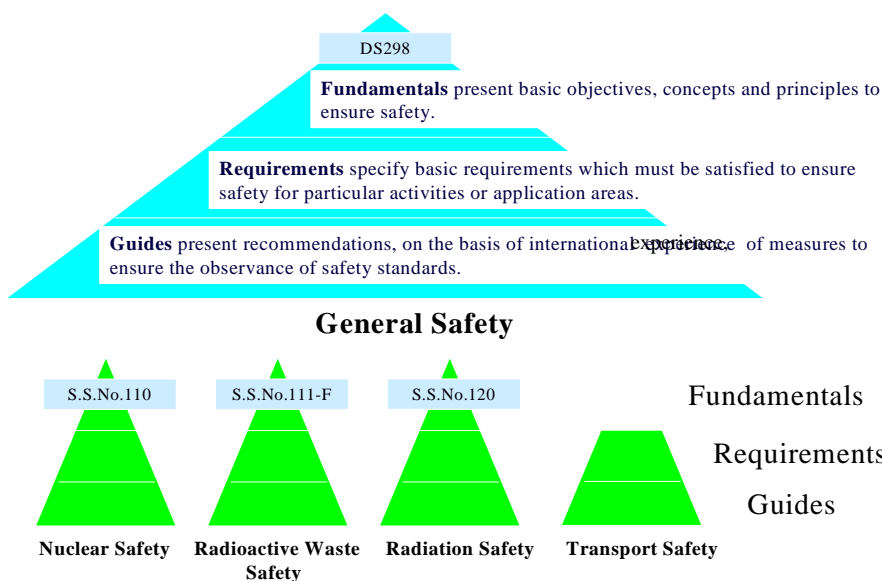 DS298
Fundamentals present basic objectives, concepts and principles to
ensure safety.
Requirements specify basic requirements which must be satisfied to ensure
safety for particular activities or application areas.
Guides present recommendations, on the basis of international experience, of measures to
ensure the observance of safety standards.
General Safety
S.S.No.110
S.S.No.111-F
S.S.No.120
Fundamentals
Requirements
Guides
Nuclear Safety
Radioactive Waste
Safety
Radiation Safety
Transport Safety